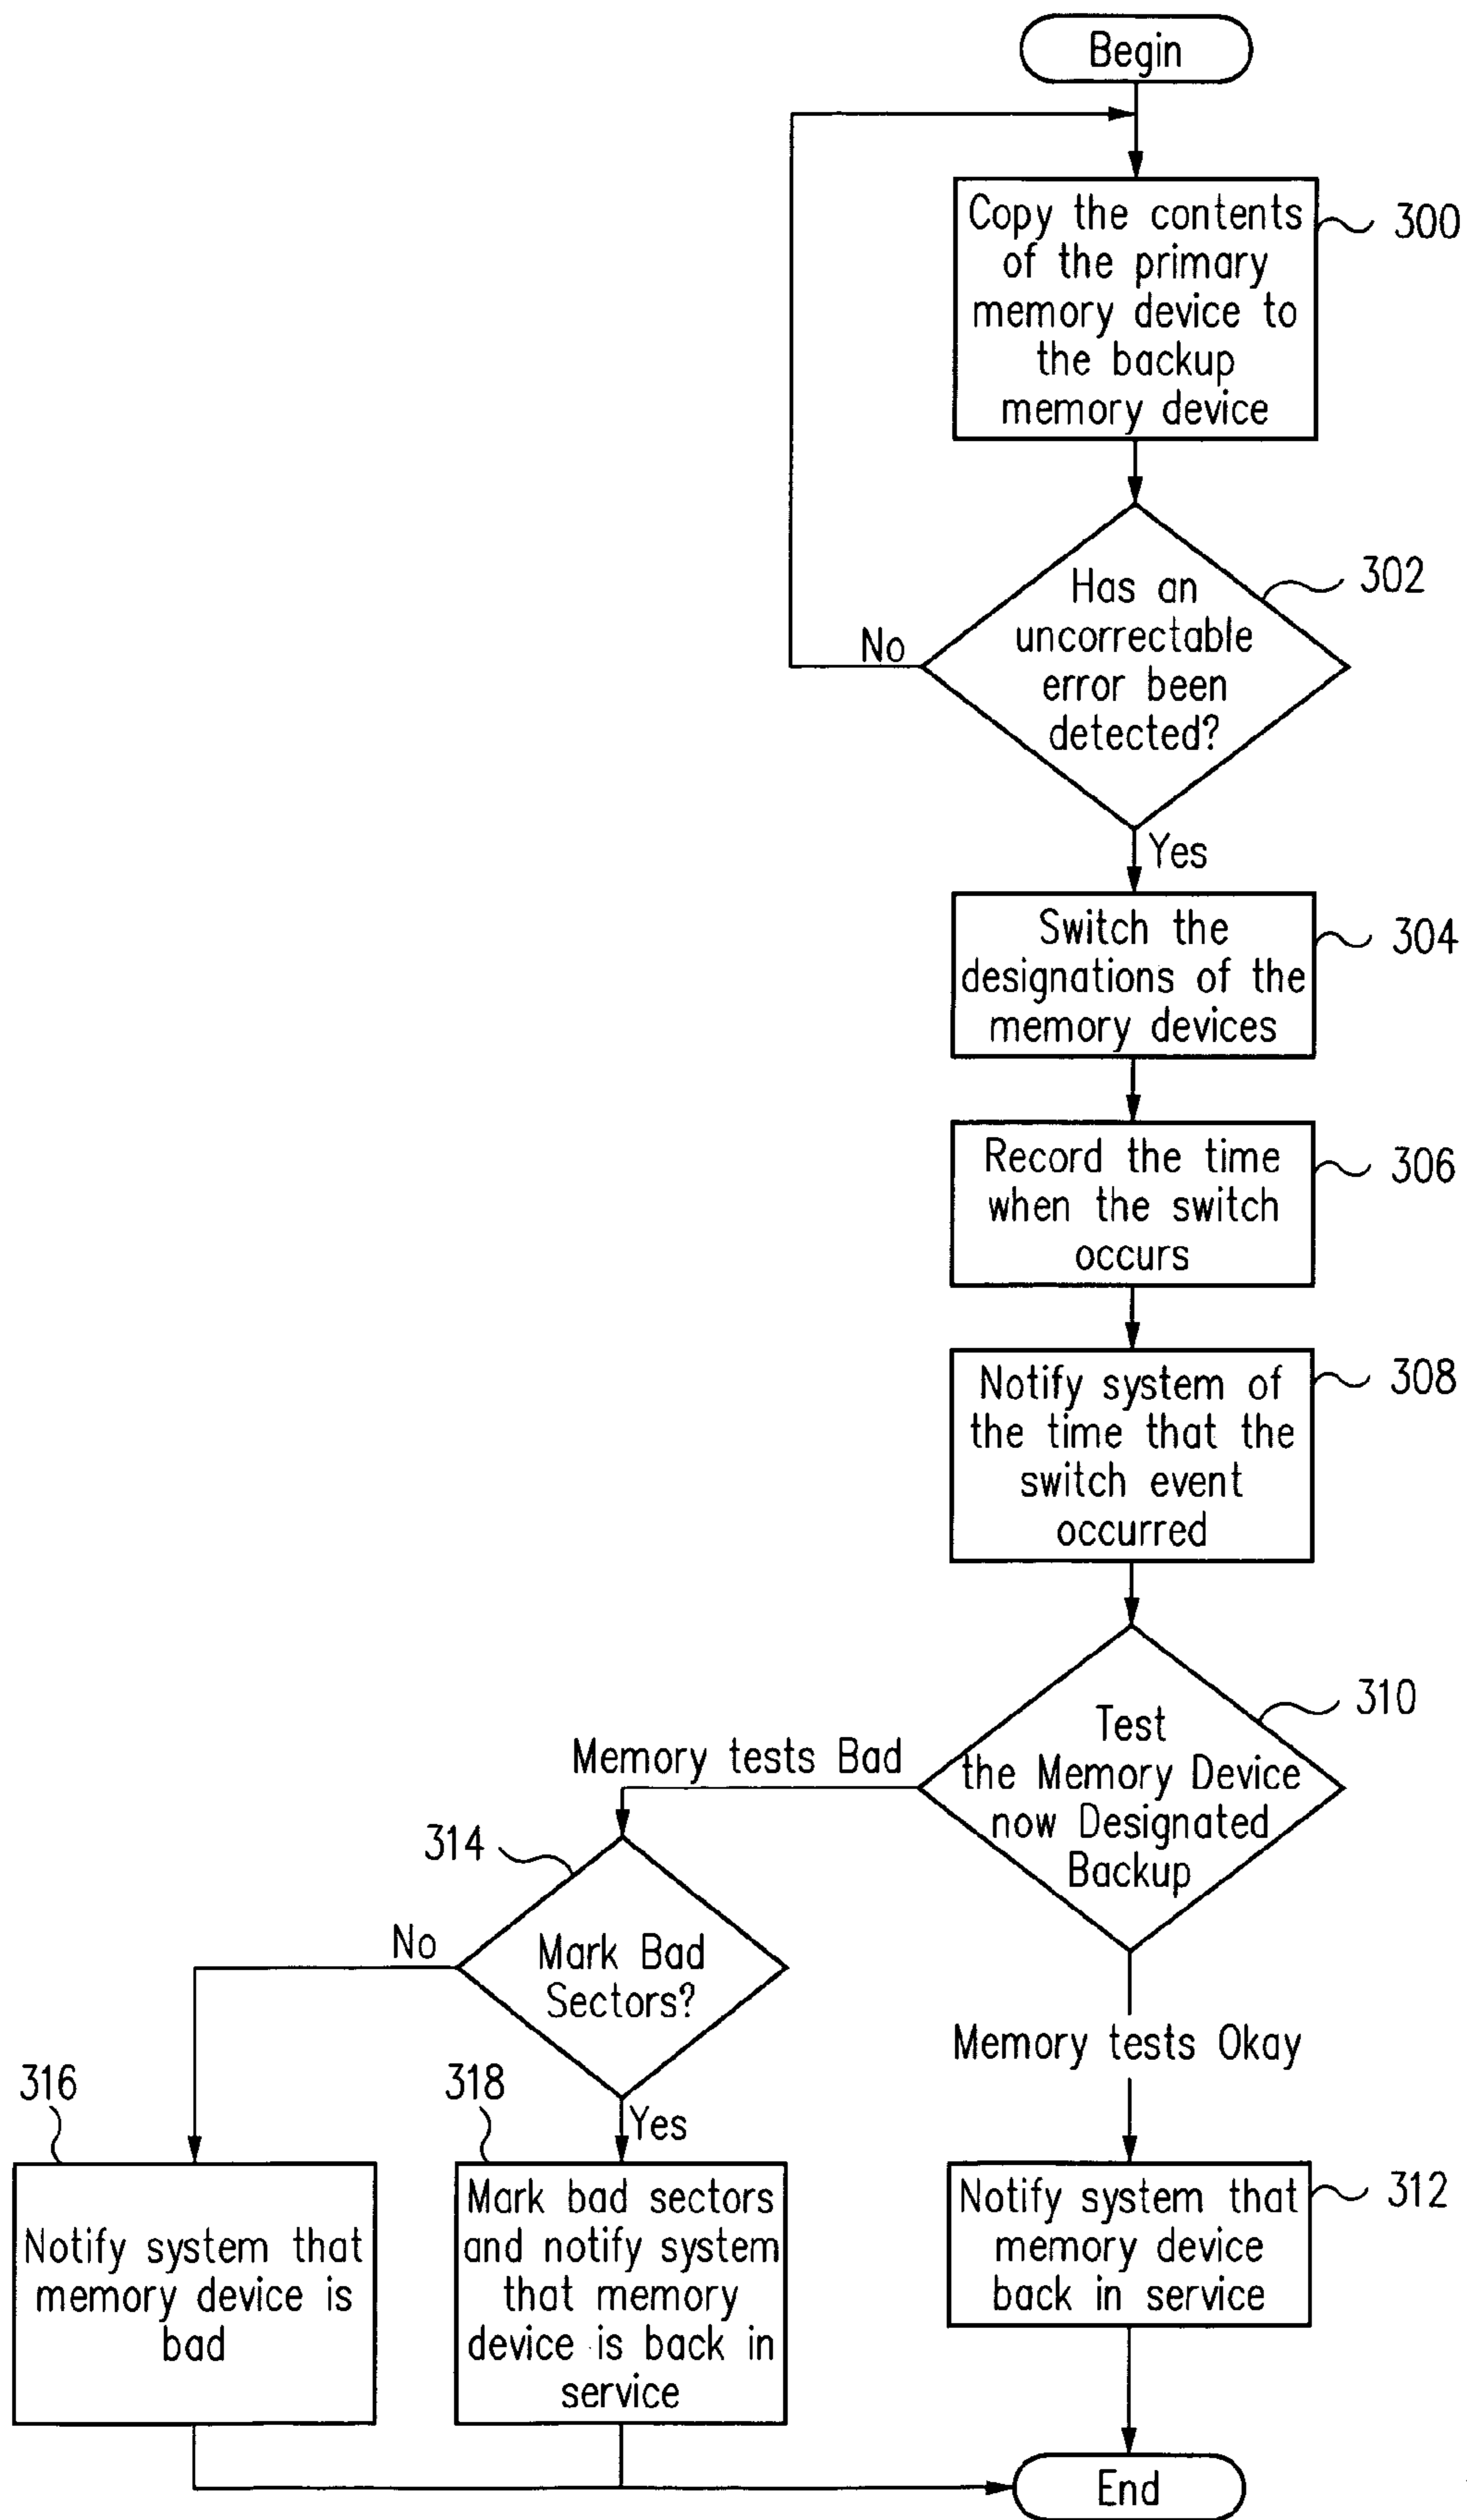 Begin
Copy the contents
of the primary
memory device to
the backup
memory device
300
Has an
uncorrectable
error been
detected?
302
No
Yes
Switch the
designations of the
memory devices
304
Record the time
when the switch
occurs
306
Notify system of
the time that the
switch event
occurred
308
Test
the Memory Device
now Designated
Backup
310
Memory tests Bad
314
Mark Bad
Sectors?
No
Yes
Memory tests Okay
316
Notify system that
memory device is
bad
318
Mark bad sectors
and notify system
that memory
device is back in
service
Notify system that
memory device
back in service
312
End